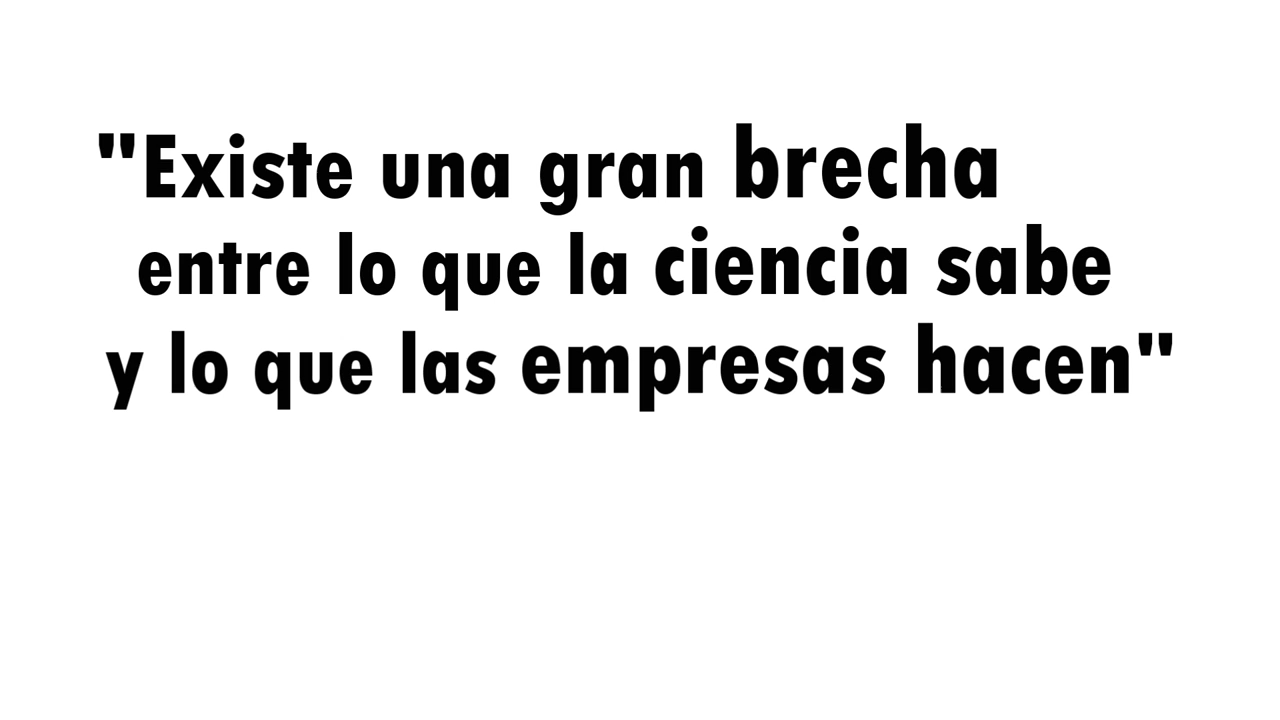 "Existe una gran brecha
entre lo que la ciencia sabe
y lo que las empresas hacen"